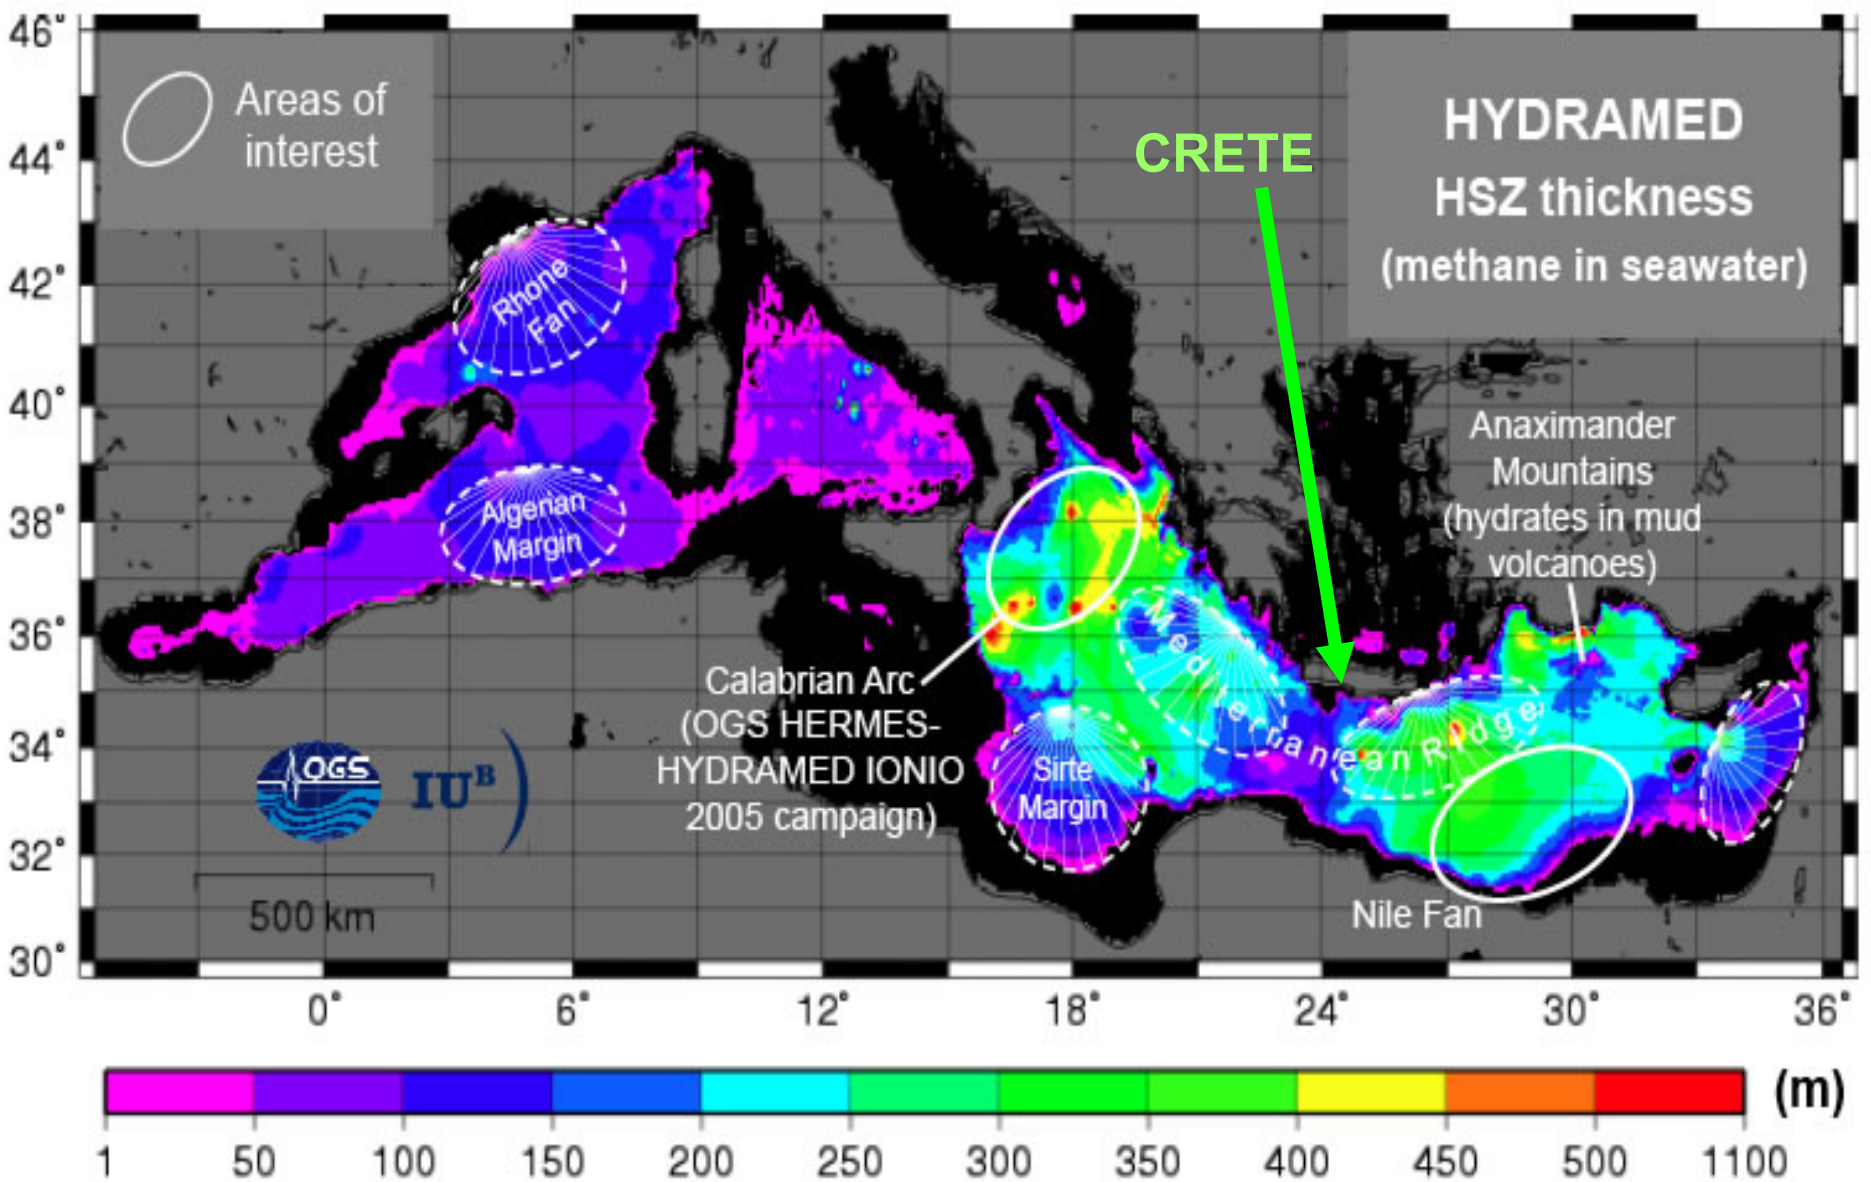 46°
44°
42°
40°
38°
36°
34°
32°
30°
Areas of
interest
CRETE
HYDRAMED
HSZ thickness
(methane in seawater)
Rhone
Fan
Algerian
Margin
Anaximander
Mountains
(hydrates in mud
volcanoes)
Calabrian Arc
(OGS HERMES-
HYDRAMED IONIO
2005 campaign)
Mediterranean Ridge
Sirte
Margin
Nile Fan
OGS
IUB
500 km
0° 6° 12° 18° 24° 30° 36°
(m)
1 50 100 150 200 250 300 350 400 450 500 1100